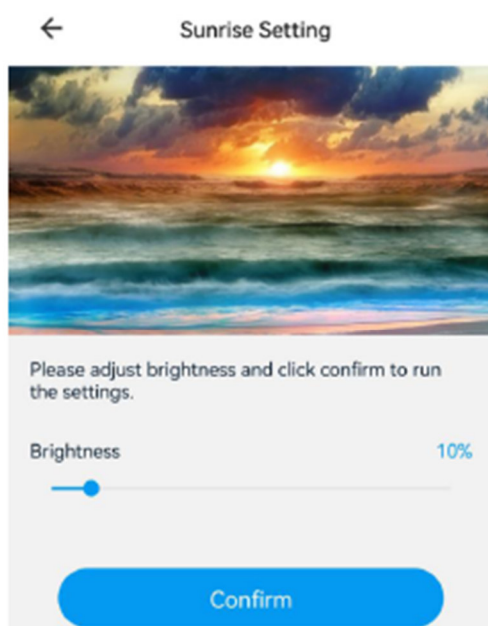 Sunrise Setting
Please adjust brightness and click confirm to run
the settings.
Brightness 10%
Confirm